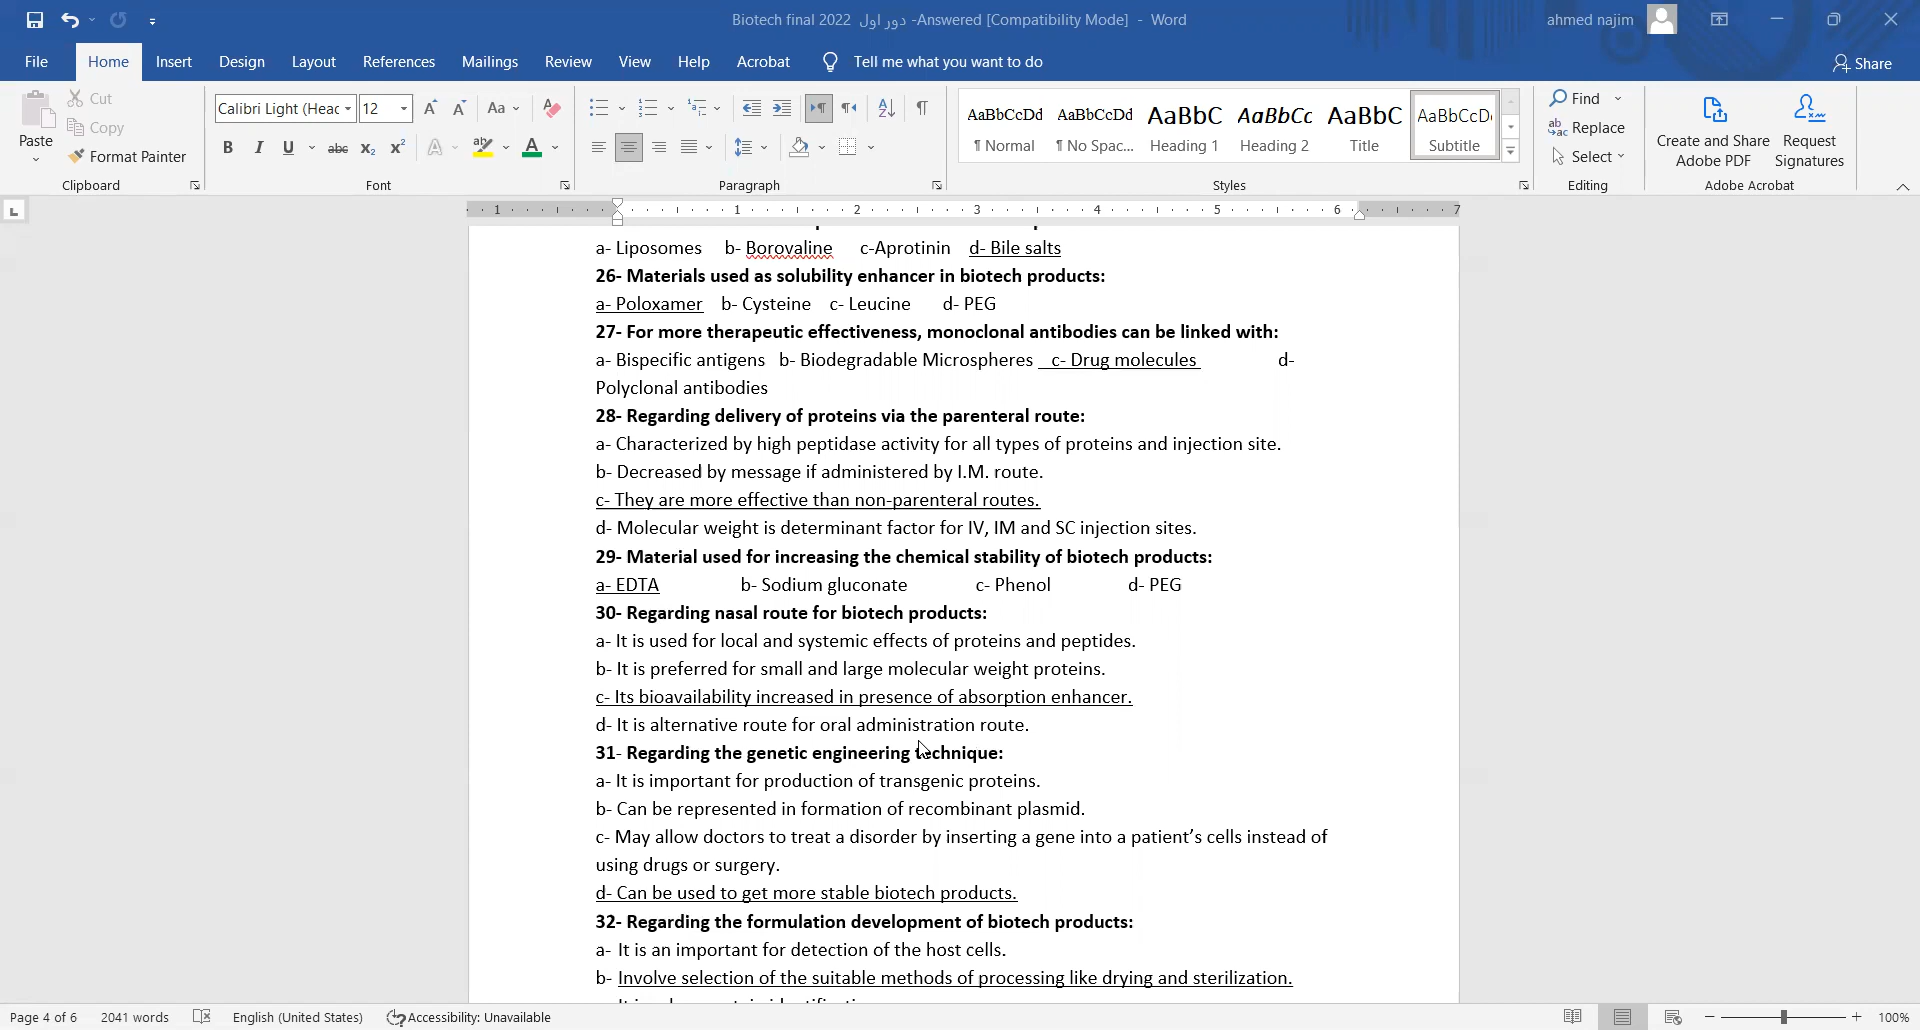 Biotech final 2022 دور اول -Answered [Compatibility Mode] - Word
ahmed najim
File Home Insert Design Layout References Mailings Review View Help Acrobat Tell me what you want to do
Share
Paste
Cut
Copy
Format Painter
Clipboard
Calibri Light (Head 12
Font
Paragraph
AaBbCcDd AaBbCcDd AaBbC AaBbCc AaBbC AaBbCcD
¶ Normal ¶ No Spac... Heading 1 Heading 2 Title Subtitle
Styles
Find
Replace
Select
Editing
Create and Share Adobe PDF
Request Signatures
Adobe Acrobat
1 1 2 3 4 5 6 7
a- Liposomes b- Borovaline c-Aprotinin d- Bile salts
26- Materials used as solubility enhancer in biotech products:
a- Poloxamer b- Cysteine c- Leucine d- PEG
27- For more therapeutic effectiveness, monoclonal antibodies can be linked with:
a- Bispecific antigens b- Biodegradable Microspheres c- Drug molecules d-
Polyclonal antibodies
28- Regarding delivery of proteins via the parenteral route:
a- Characterized by high peptidase activity for all types of proteins and injection site.
b- Decreased by message if administered by I.M. route.
c- They are more effective than non-parenteral routes.
d- Molecular weight is determinant factor for IV, IM and SC injection sites.
29- Material used for increasing the chemical stability of biotech products:
a- EDTA b- Sodium gluconate c- Phenol d- PEG
30- Regarding nasal route for biotech products:
a- It is used for local and systemic effects of proteins and peptides.
b- It is preferred for small and large molecular weight proteins.
c- Its bioavailability increased in presence of absorption enhancer.
d- It is alternative route for oral administration route.
31- Regarding the genetic engineering technique:
a- It is important for production of transgenic proteins.
b- Can be represented in formation of recombinant plasmid.
c- May allow doctors to treat a disorder by inserting a gene into a patient’s cells instead of
using drugs or surgery.
d- Can be used to get more stable biotech products.
32- Regarding the formulation development of biotech products:
a- It is an important for detection of the host cells.
b- Involve selection of the suitable methods of processing like drying and sterilization.
Page 4 of 6 2041 words English (United States) Accessibility: Unavailable 100%